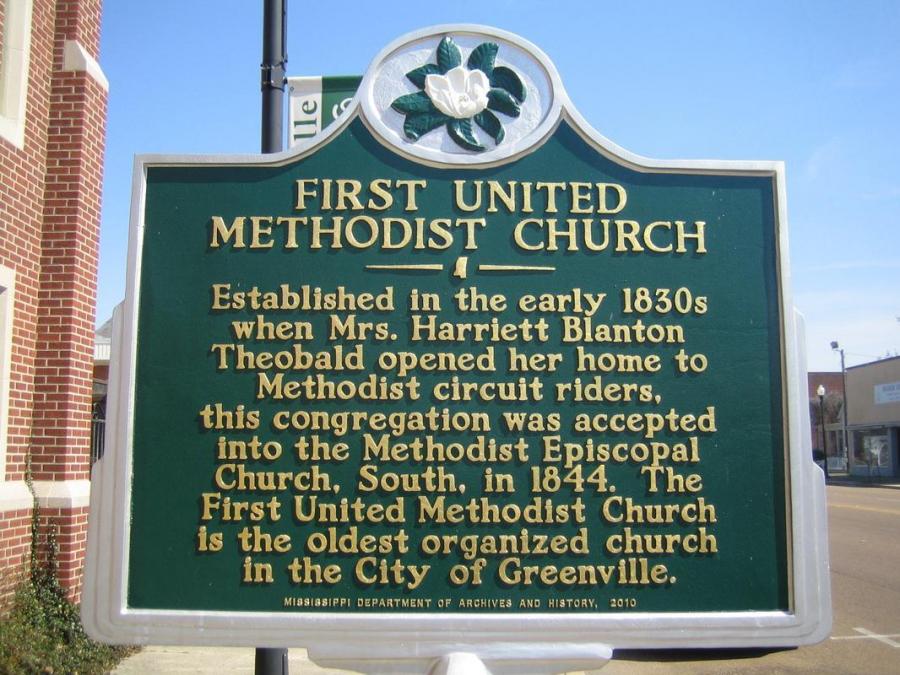 lle
FIRST UNITED
METHODIST CHURCH
Established in the early 1830s
when Mrs. Harriett Blanton
Theobald opened her home to
Methodist circuit riders,
this congregation was accepted
into the Methodist Episcopal
Church, South, in 1844. The
First United Methodist Church
is the oldest organized church
in the City of Greenville.
MISSISSIPPI DEPARTMENT OF ARCHIVES AND HISTORY, 2010